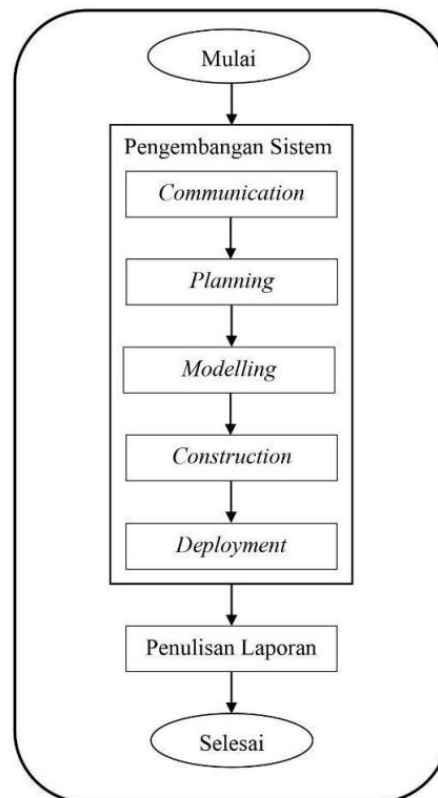 Mulai
Pengembangan Sistem
Communication
Planning
Modelling
Construction
Deployment
Penulisan Laporan
Selesai